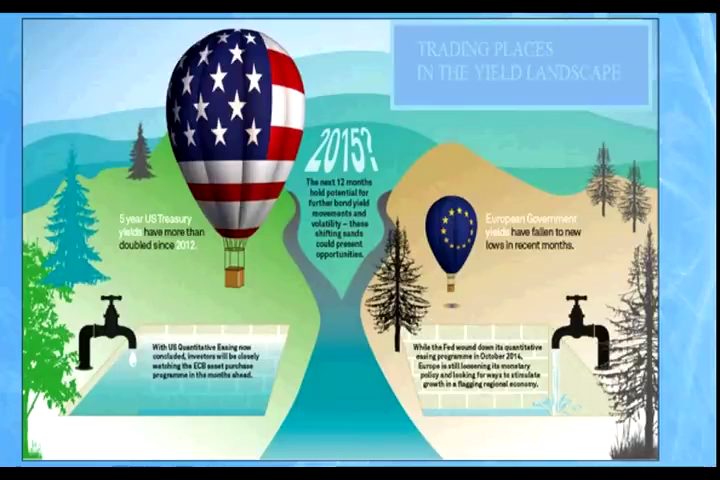 TRADING PLACES
IN THE YIELD LANDSCAPE
2015?
The next 12 months
hold potential for
further bond yield
movements and
volatility – these
shifting sands
could present
opportunities.
5 year US Treasury
yields have more than
doubled since 2012.
European Government
yields have fallen to new
lows in recent months.
With US Quantitative Easing now
concluded, investors will be closely
watching the ECB asset purchase
programme in the months ahead.
While the Fed wound down its quantitative
easing programme in October 2014,
Europe is still loosening its monetary
policy and looking for ways to stimulate
growth in a flagging regional economy.